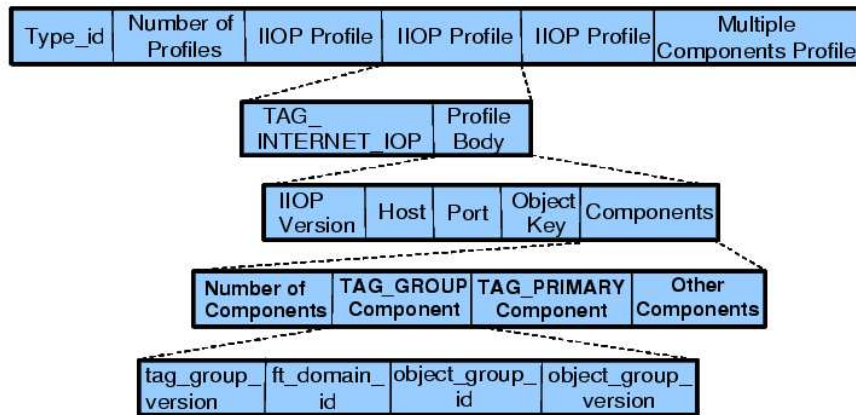 Type_id
Number of
Profiles
IIOP Profile
IIOP Profile
IIOP Profile
Multiple
Components Profile
TAG_
INTERNET_IOP
Profile
Body
IIOP
Version
Host
Port
Object
Key
Components
Number of
Components
TAG_GROUP
Component
TAG_PRIMARY
Component
Other
Components
tag_group_
version
ft_domain_
id
object_group_
id
object_group_
version